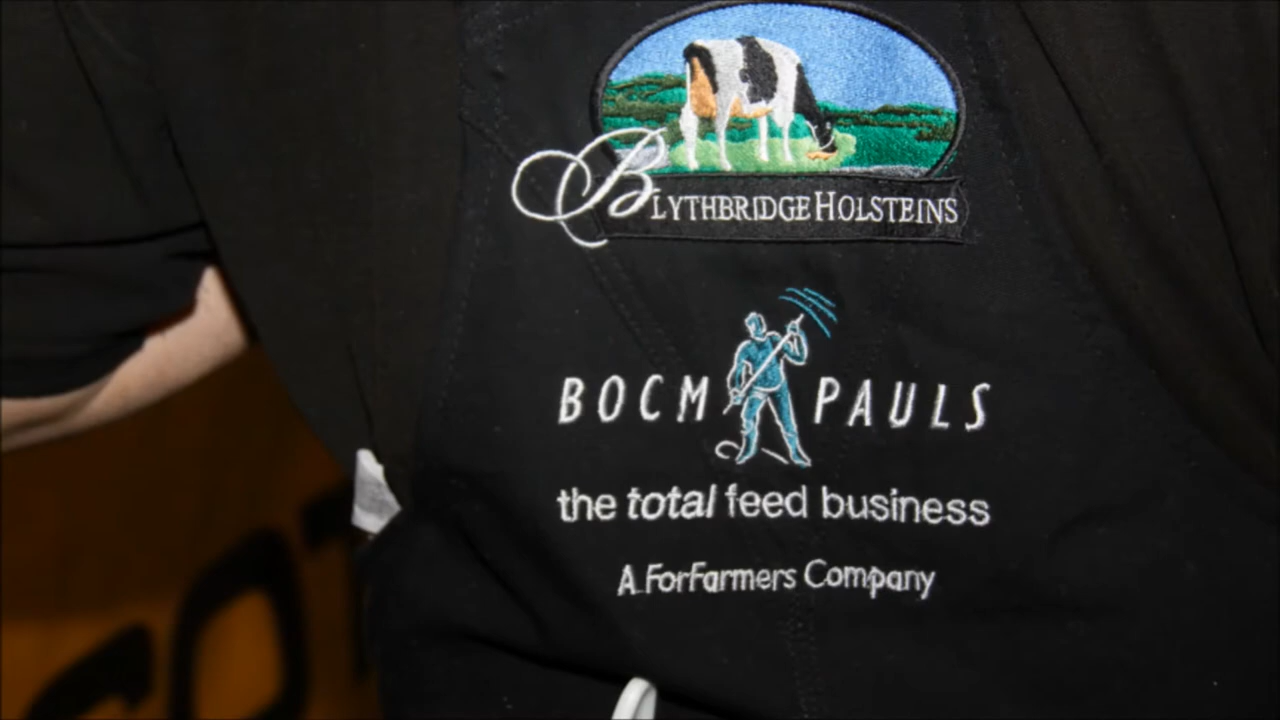 BLYTHBRIDGE HOLSTEINS
BOCM PAULS
the total feed business
A ForFarmers Company